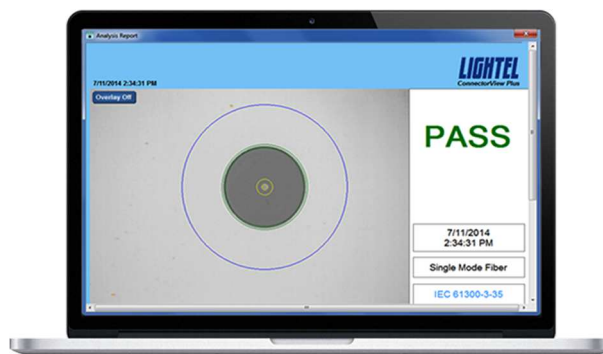 Analysis Report
LIGHTEL
ConnectorView Plus
7/11/2014 2:34:31 PM
Overlay Off
PASS
7/11/2014
2:34:31 PM
Single Mode Fiber
IEC 61300-3-35